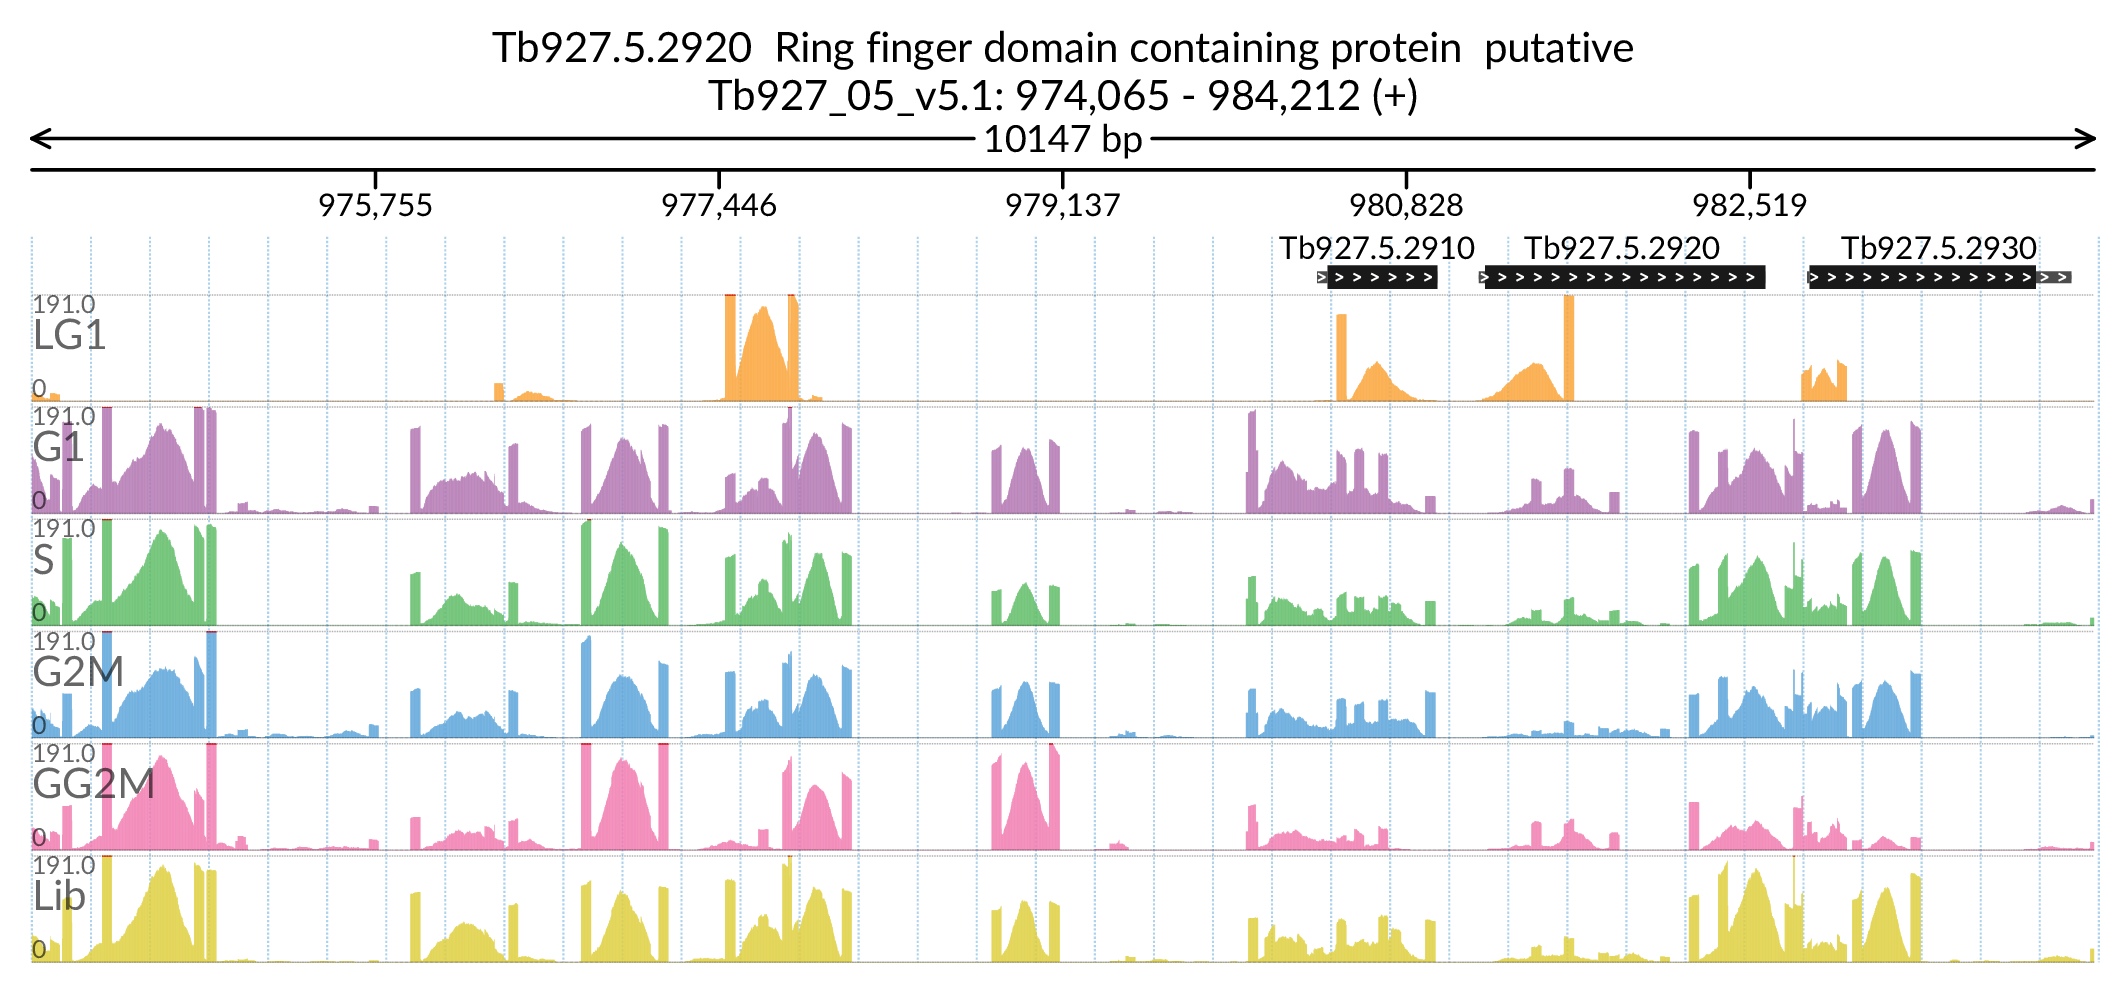 Tb927.5.2920  Ring finger domain containing protein  putative
Tb927_05_v5.1: 974,065 - 984,212 (+)
10147 bp
975,755 977,446 979,137 980,828 982,519
Tb927.5.2910 Tb927.5.2920 Tb927.5.2930
191.0
LG1
0
191.0
G1
0
191.0
S
0
191.0
G2M
0
191.0
GG2M
0
191.0
Lib
0